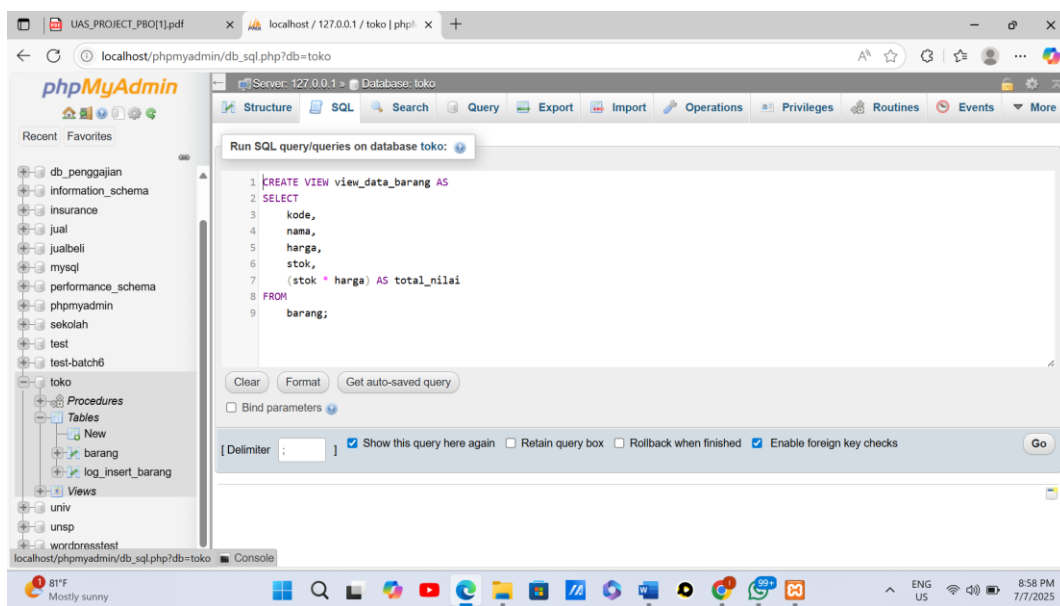 UAS_PROJECT_PBO[1].pdf
localhost / 127.0.0.1 / toko | php
localhost/phpmyadmin/db_sql.php?db=toko
phpMyAdmin
Recent Favorites
db_penggajian
information_schema
insurance
jual
jualbeli
mysql
performance_schema
phpmyadmin
sekolah
test
test-batch6
toko
Procedures
Tables
New
barang
log_insert_barang
Views
univ
unsp
wordpresstest
localhost/phpmyadmin/db_sql.php?db=toko
Server: 127.0.0.1 » Database: toko
Structure SQL Search Query Export Import Operations Privileges Routines Events More
Run SQL query/queries on database toko:
1 CREATE VIEW view_data_barang AS
2 SELECT
3 kode,
4 nama,
5 harga,
6 stok,
7 (stok * harga) AS total_nilai
8 FROM
9 barang;
Clear Format Get auto-saved query
Bind parameters
[ Delimiter ; ] Show this query here again Retain query box Rollback when finished Enable foreign key checks Go
Console
1
81°F
Mostly sunny
99+
ENG
US
8:58 PM
7/7/2025